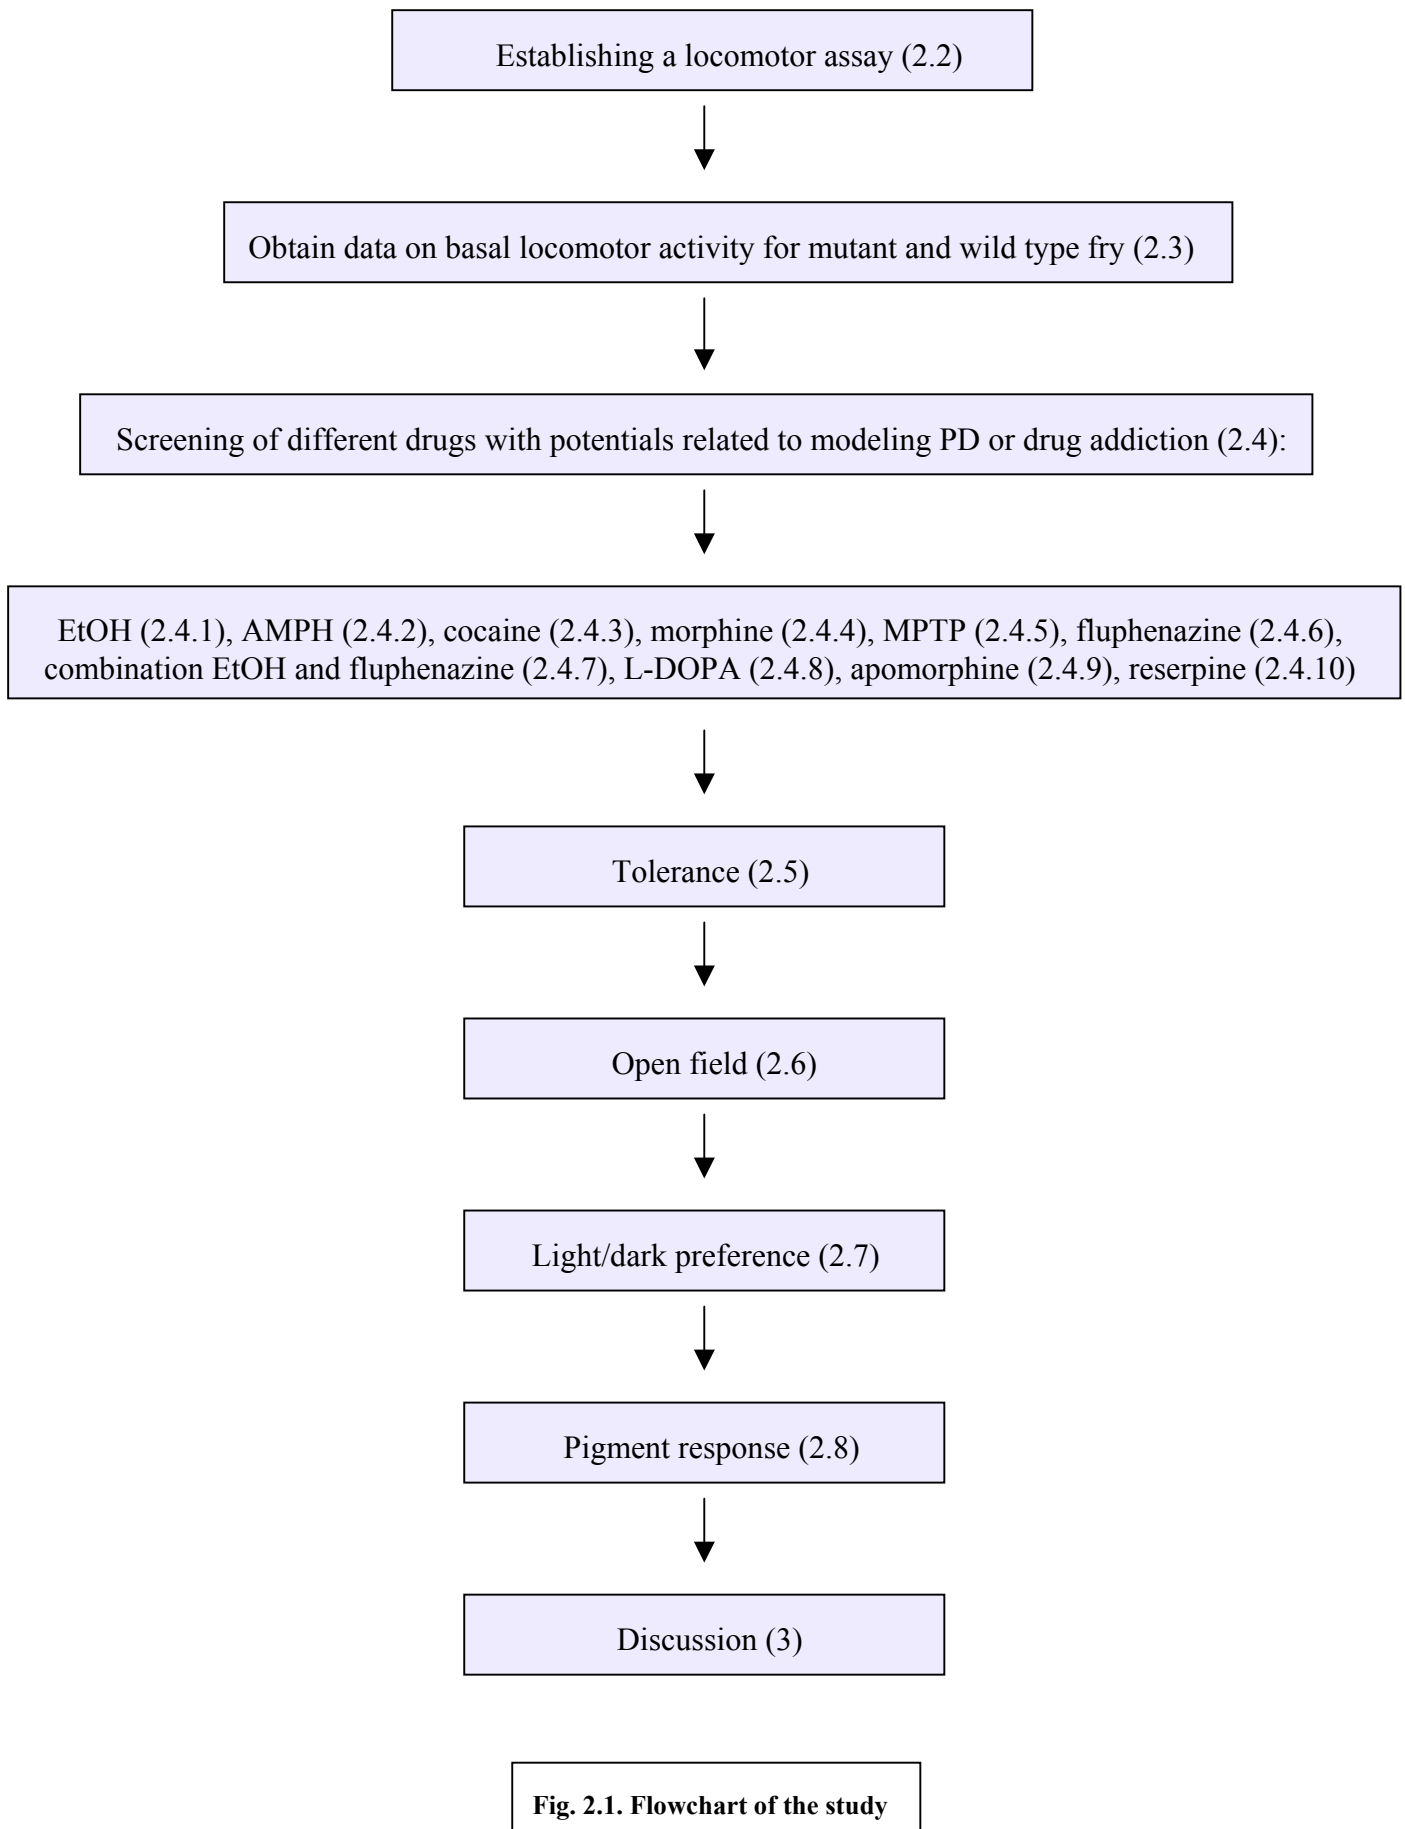 Establishing a locomotor assay (2.2)
Obtain data on basal locomotor activity for mutant and wild type fry (2.3)
Screening of different drugs with potentials related to modeling PD or drug addiction (2.4):
EtOH (2.4.1), AMPH (2.4.2), cocaine (2.4.3), morphine (2.4.4), MPTP (2.4.5), fluphenazine (2.4.6),
combination EtOH and fluphenazine (2.4.7), L-DOPA (2.4.8), apomorphine (2.4.9), reserpine (2.4.10)
Tolerance (2.5)
Open field (2.6)
Light/dark preference (2.7)
Pigment response (2.8)
Discussion (3)
Fig. 2.1. Flowchart of the study